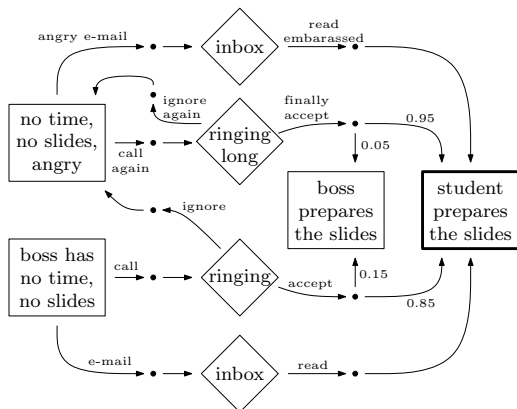 angry e-mail
inbox
read
embarassed
no time,
no slides,
angry
ignore
again
call
again
ringing
long
finally
accept
0.95
0.05
boss
prepares
the slides
student
prepares
the slides
ignore
boss has
no time,
no slides
call
ringing
accept
0.15
0.85
e-mail
inbox
read